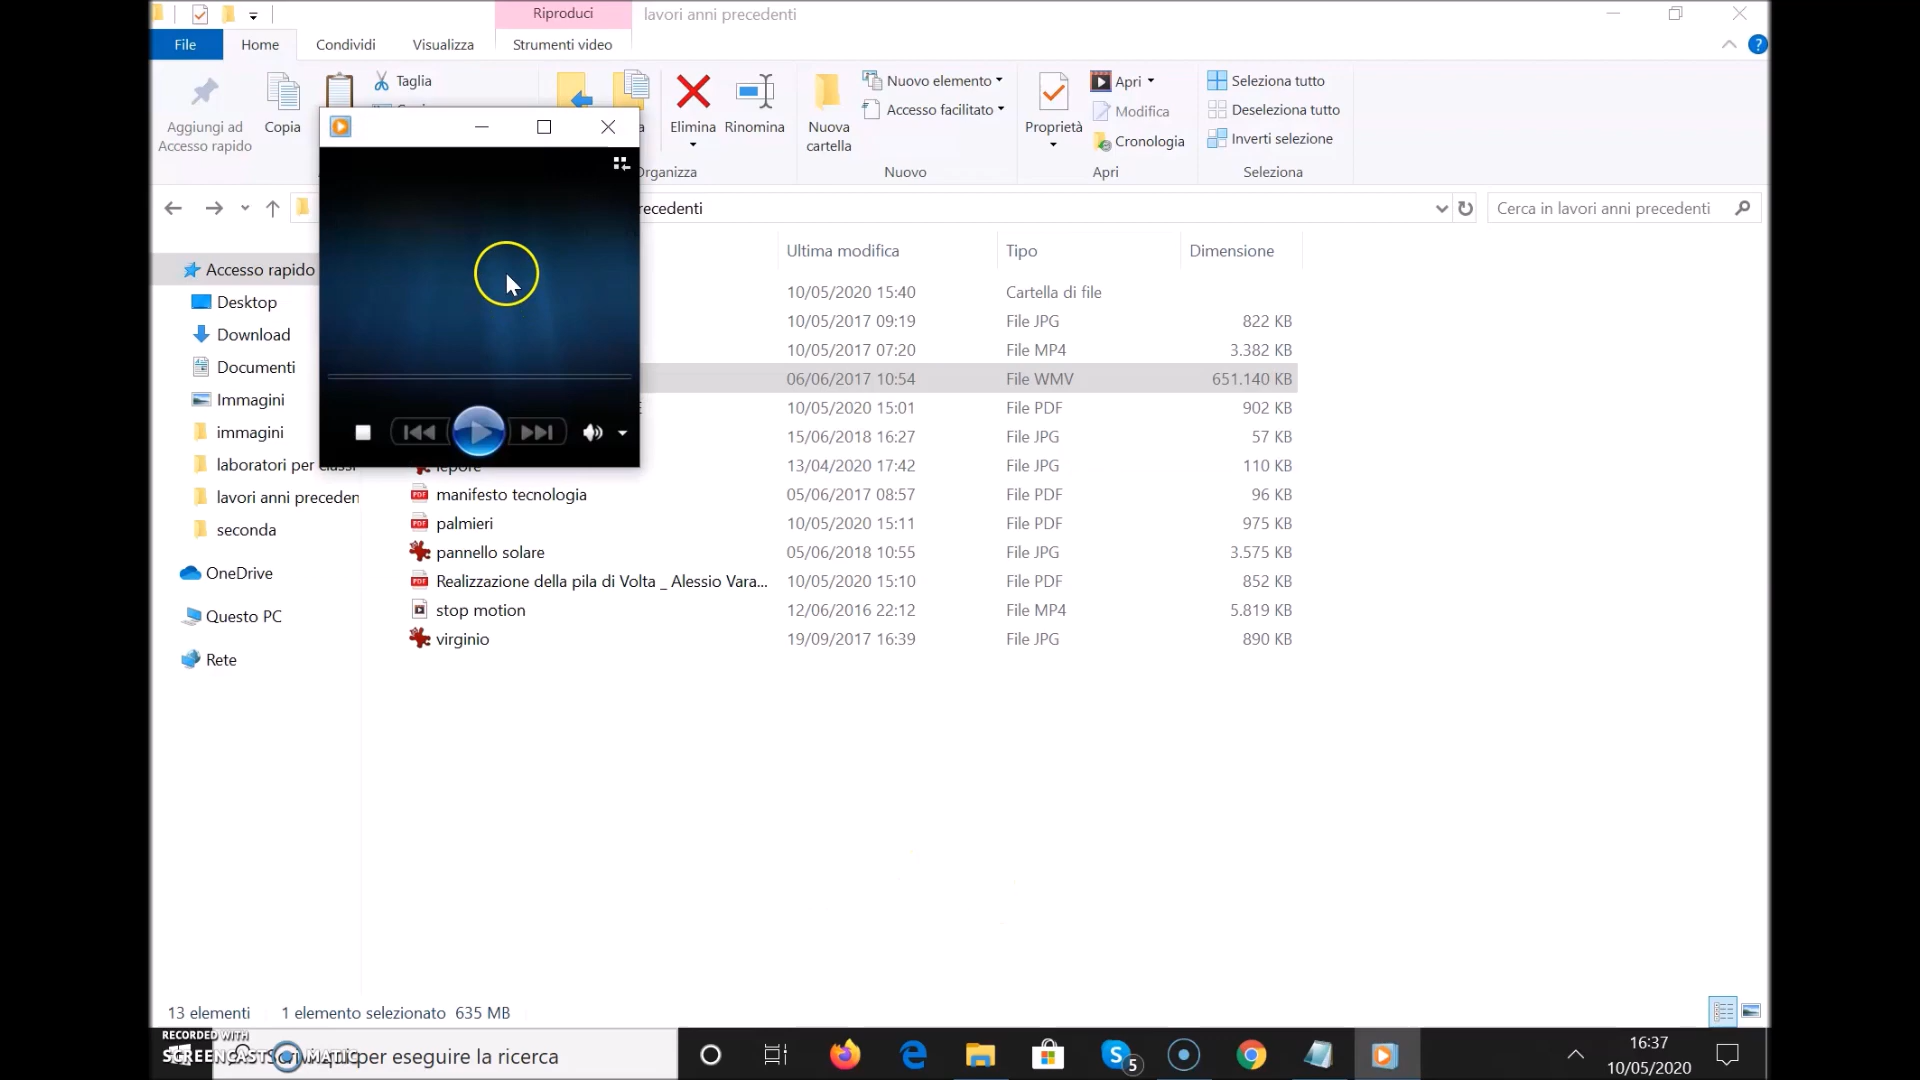 Riproduci lavori anni precedenti
File Home Condividi Visualizza Strumenti video
Aggiungi ad
Accesso rapido
Copia
Taglia
Elimina
Rinomina
Organizza
Nuova
cartella
Nuovo elemento
Accesso facilitato
Nuovo
Proprietà
Apri
Modifica
Cronologia
Apri
Seleziona tutto
Deseleziona tutto
Inverti selezione
Seleziona
recedenti
Cerca in lavori anni precedenti
Ultima modifica Tipo Dimensione
Accesso rapido
Desktop
Download
Documenti
Immagini
immagini
laboratori per classi
lavori anni preceden
seconda
OneDrive
Questo PC
Rete
10/05/2020 15:40 Cartella di file
10/05/2017 09:19 File JPG 822 KB
10/05/2017 07:20 File MP4 3.382 KB
06/06/2017 10:54 File WMV 651.140 KB
10/05/2020 15:01 File PDF 902 KB
15/06/2018 16:27 File JPG 57 KB
lepore 13/04/2020 17:42 File JPG 110 KB
manifesto tecnologia 05/06/2017 08:57 File PDF 96 KB
palmieri 10/05/2020 15:11 File PDF 975 KB
pannello solare 05/06/2018 10:55 File JPG 3.575 KB
Realizzazione della pila di Volta _ Alessio Vara... 10/05/2020 15:10 File PDF 852 KB
stop motion 12/06/2016 22:12 File MP4 5.819 KB
virginio 19/09/2017 16:39 File JPG 890 KB
13 elementi 1 elemento selezionato 635 MB
RECORDED WITH
SCREENCAST MATIC
per eseguire la ricerca
5
16:37
10/05/2020